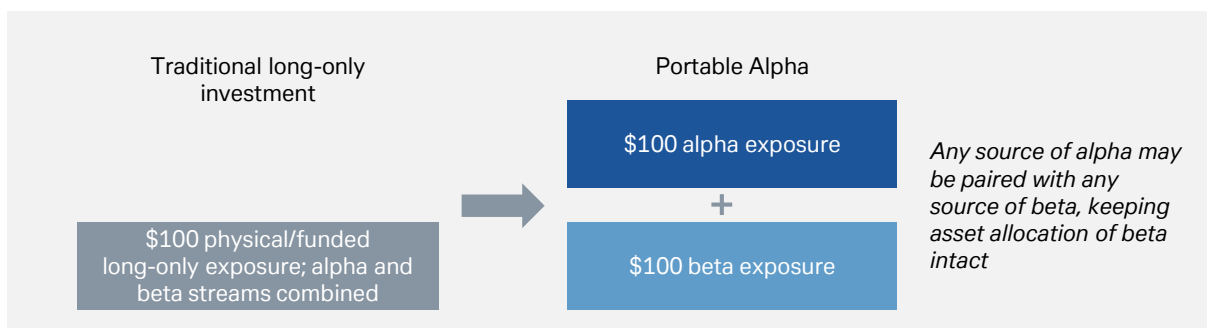 Traditional long-only
investment
$100 physical/funded
long-only exposure; alpha and
beta streams combined
Portable Alpha
$100 alpha exposure
+
$100 beta exposure
Any source of alpha may
be paired with any
source of beta, keeping
asset allocation of beta
intact